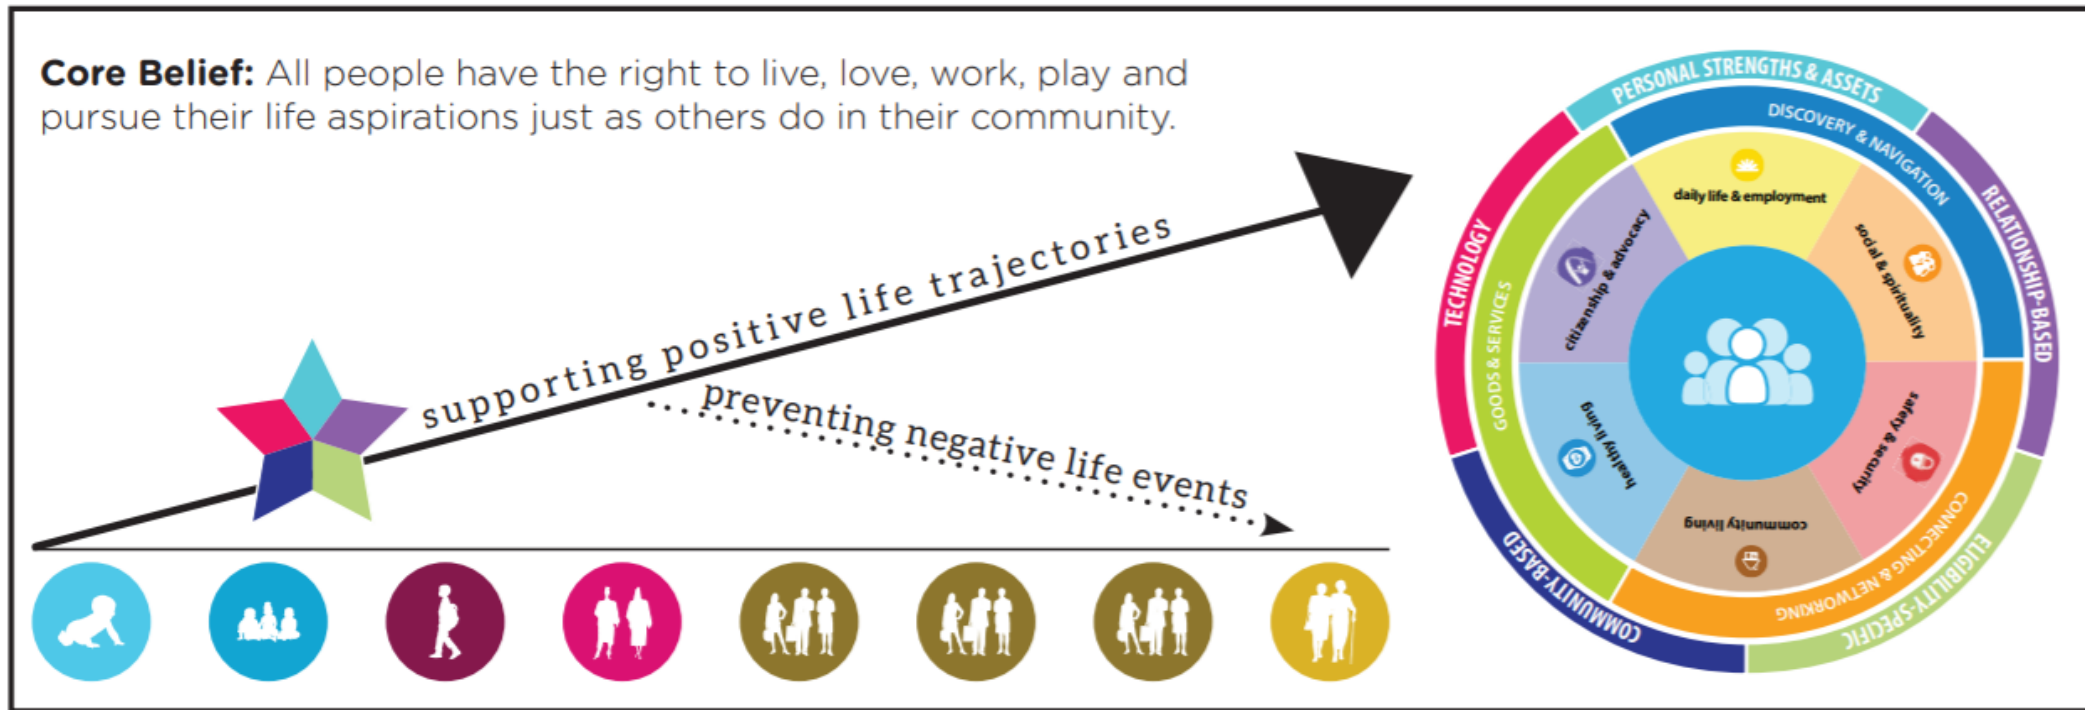 Core Belief: All people have the right to live, love, work, play and
pursue their life aspirations just as others do in their community.
supporting positive life trajectories
preventing negative life events
PERSONAL STRENGTHS & ASSETS
RELATIONSHIP-BASED
ELIGIBILITY-SPECIFIC
COMMUNITY-BASED
TECHNOLOGY
DISCOVERY & NAVIGATION
CONNECTING & NETWORKING
GOODS & SERVICES
daily life & employment
social & spirituality
safety & security
community living
healthy living
citizenship & advocacy